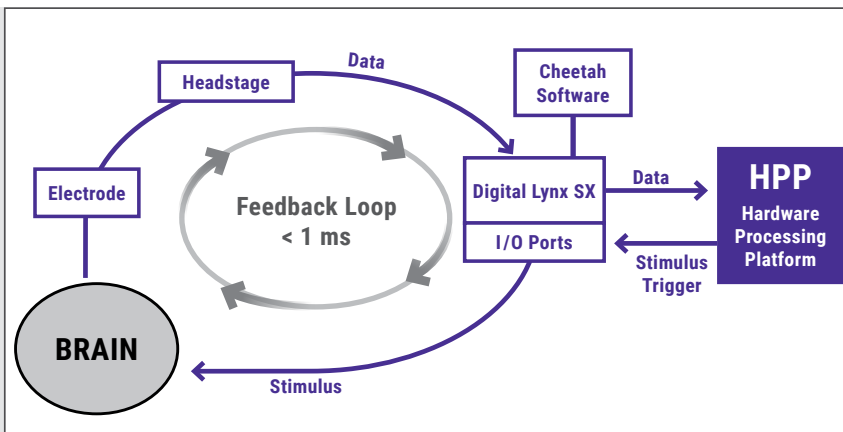 Data
Headstage
Cheetah
Software
Electrode
Feedback Loop
< 1 ms
Digital Lynx SX
I/O Ports
Data
HPP
Hardware
Processing
Platform
Stimulus
Trigger
BRAIN
Stimulus